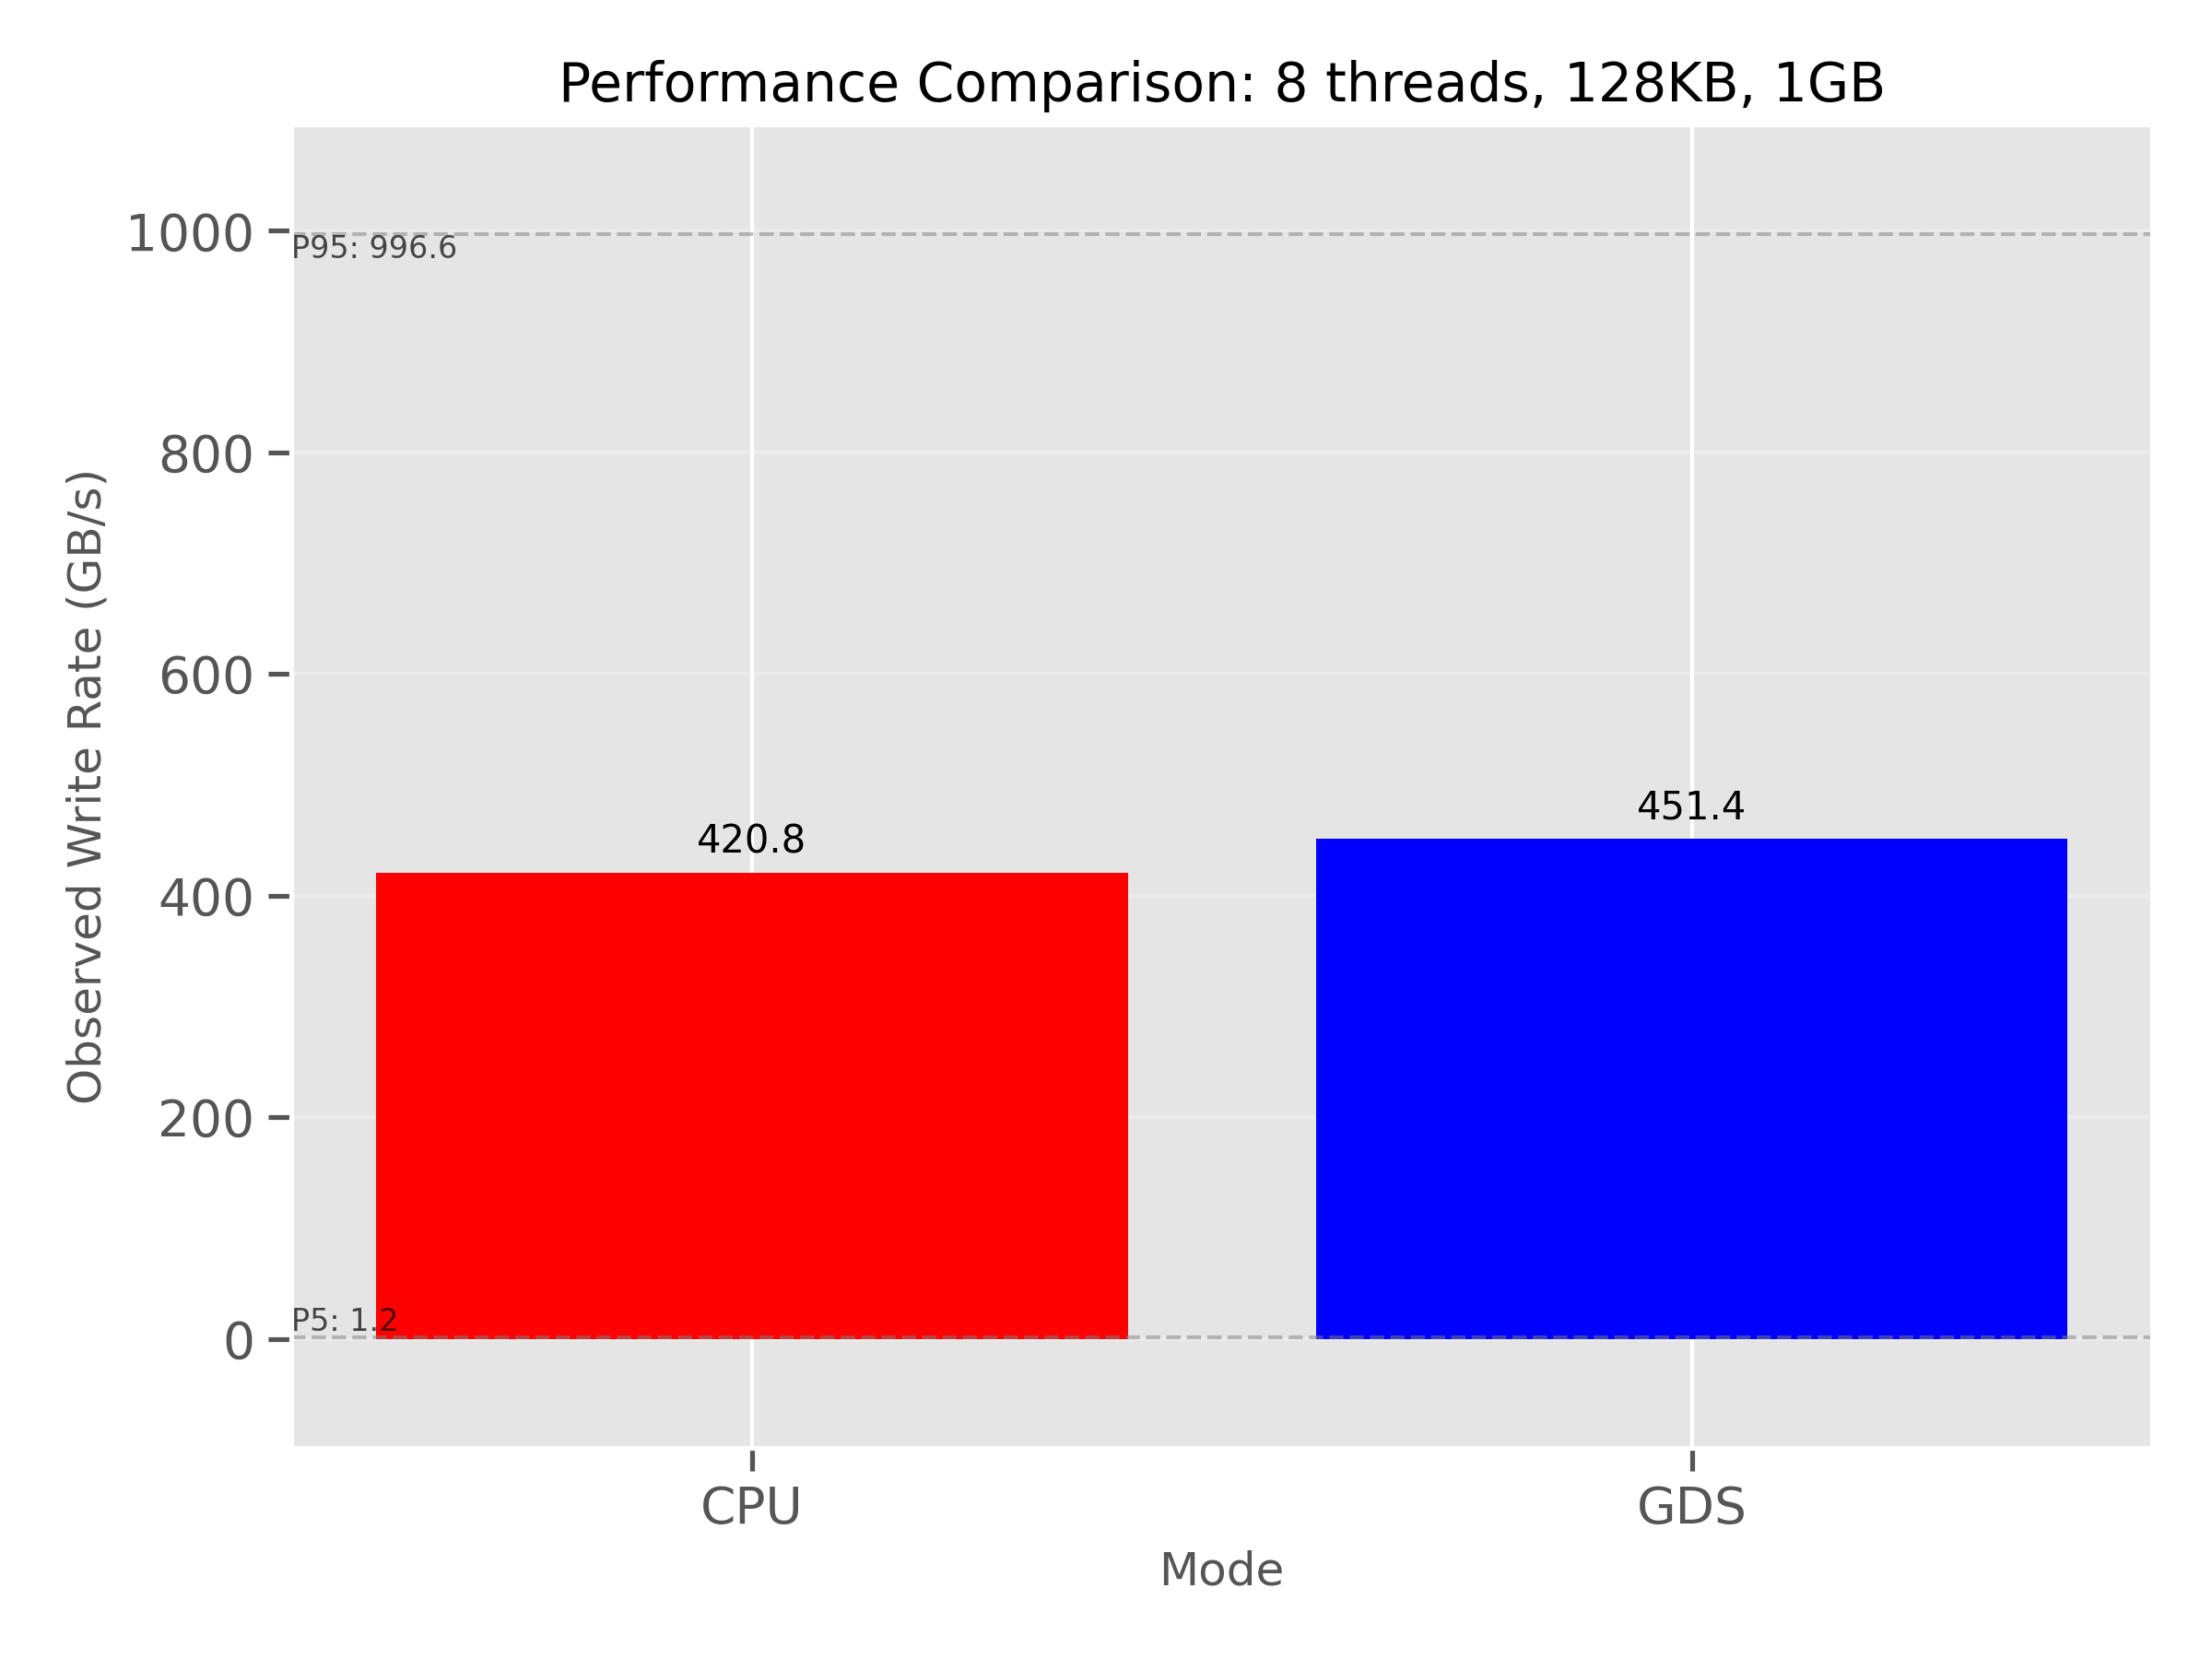 Performance Comparison: 8 threads, 128KB, 1GB
Observed Write Rate (GB/s)
1000
P95: 996.6
800
600
451.4
420.8
400
200
P5: 1.2
0
CPU
GDS
Mode